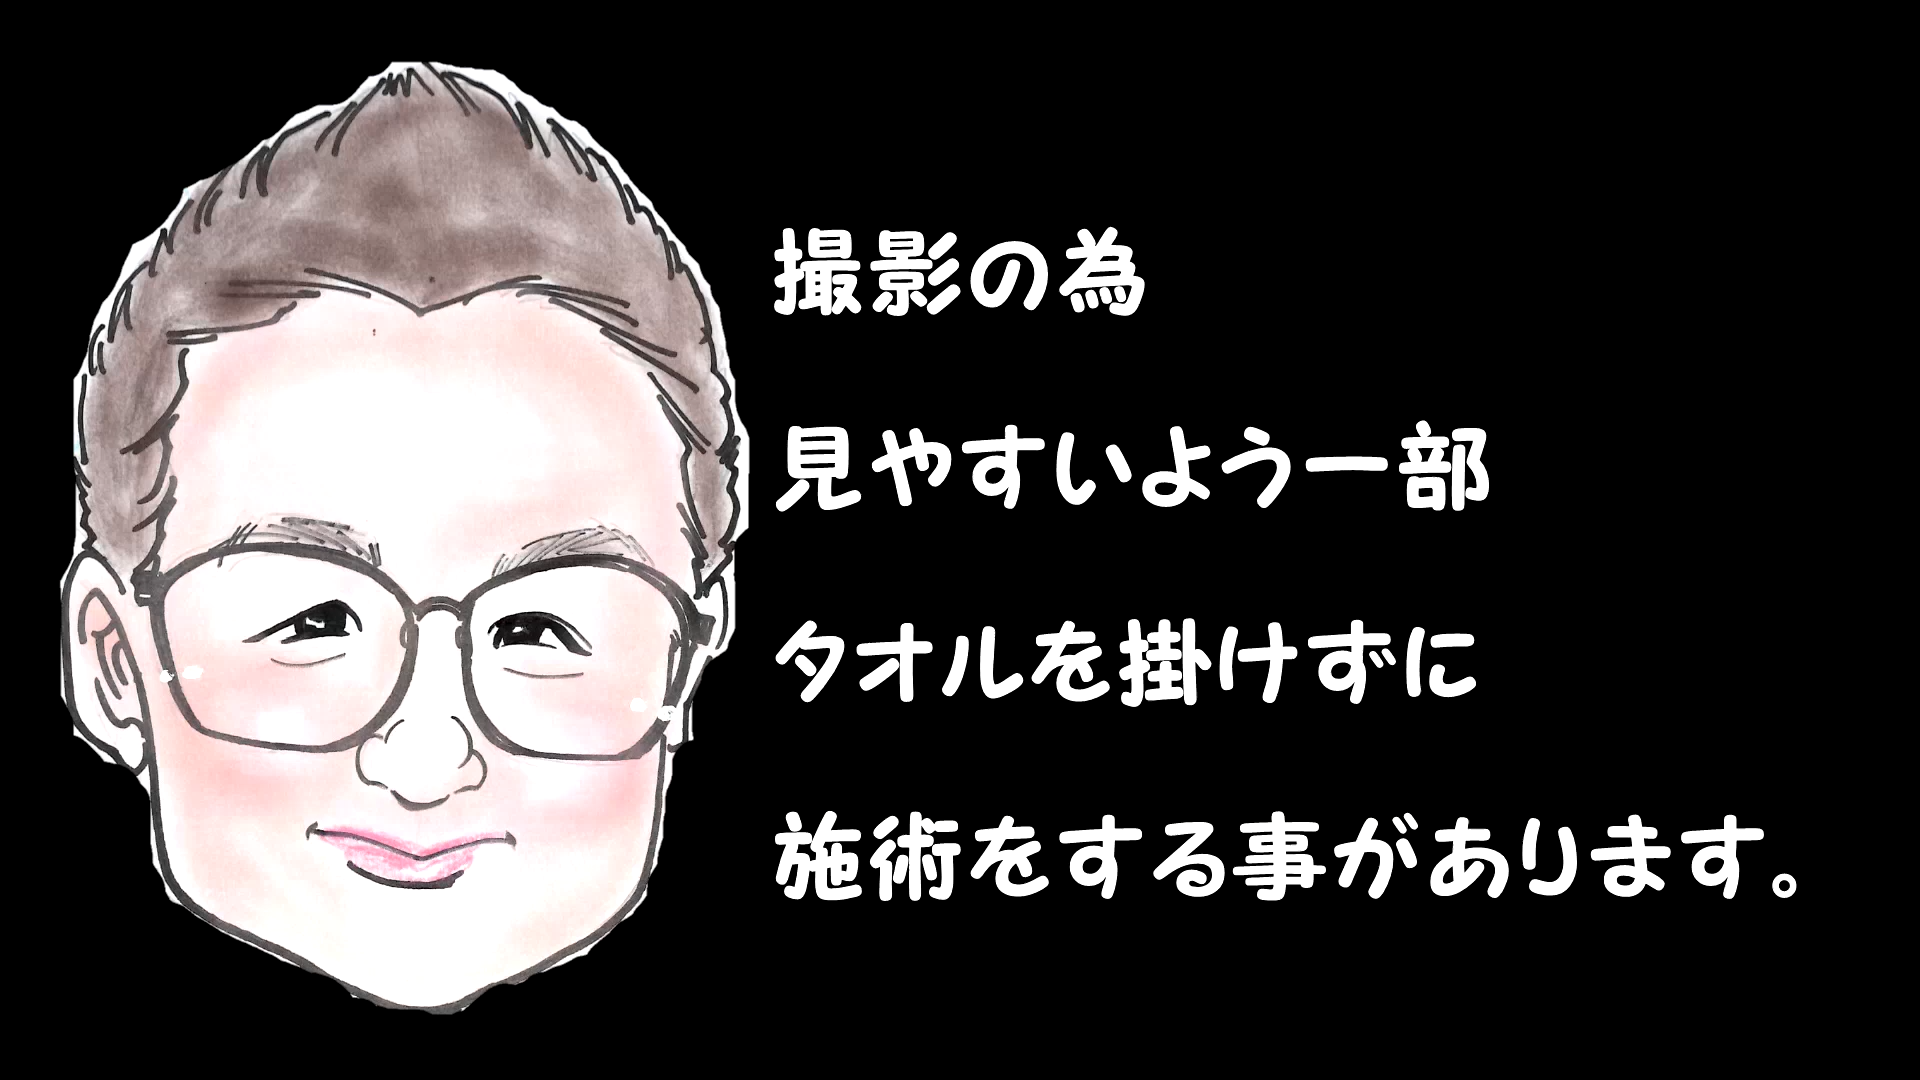 撮影の為
見やすいよう一部
タオルを掛けずに
施術をする事があります。